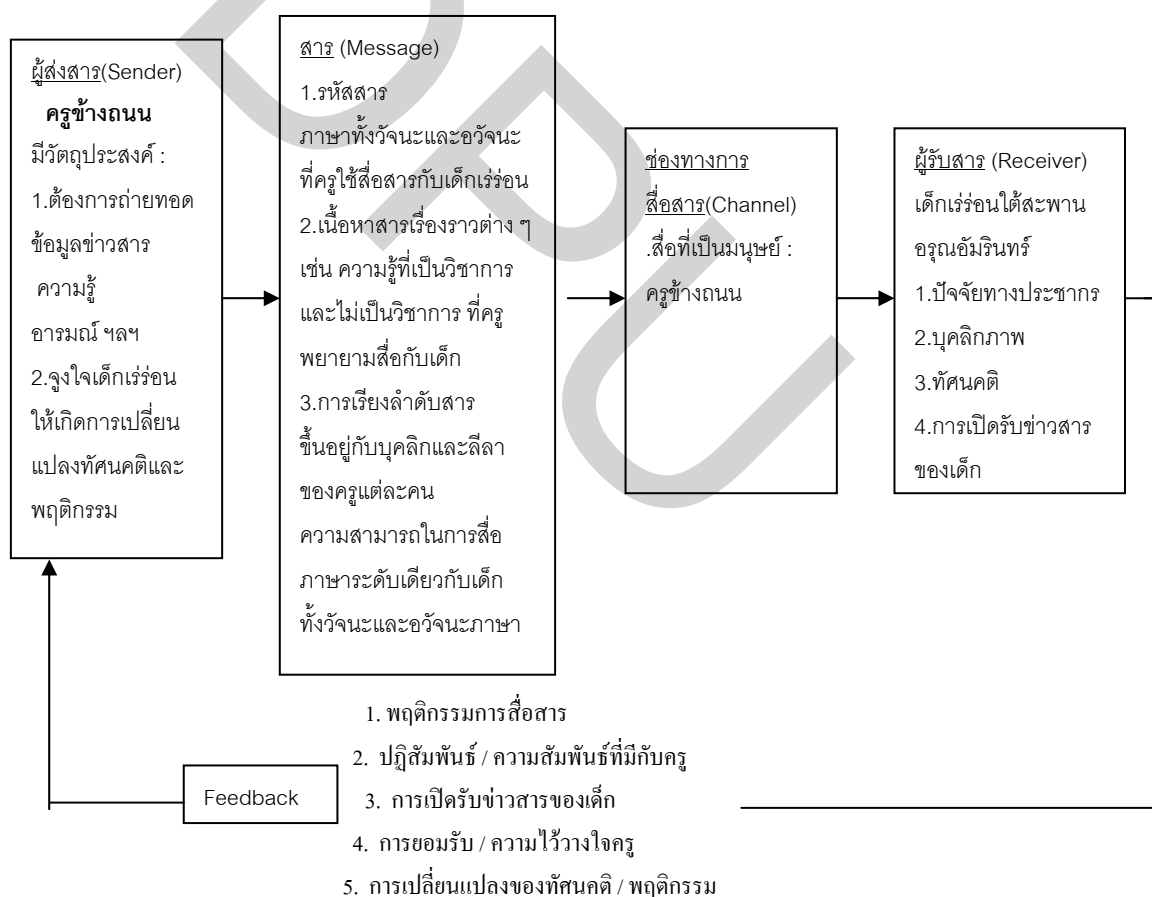 ผู้ส่งสาร(Sender)
ครูข้างถนน
มีวัตถุประสงค์ :
1.ต้องการถ่ายทอด
ข้อมูลข่าวสาร
ความรู้
อารมณ์ ฯลฯ
2.จูงใจเด็กเร่ร่อน
ให้เกิดการเปลี่ยน
แปลงทัศนคติและ
พฤติกรรม
สาร (Message)
1.รหัสสาร
ภาษาทั้งวัจนะและอวัจนะ
ที่ครูใช้สื่อสารกับเด็กเร่ร่อน
2.เนื้อหาสารเรื่องราวต่าง ๆ
เช่น ความรู้ที่เป็นวิชาการ
และไม่เป็นวิชาการ ที่ครู
พยายามสื่อกับเด็ก
3.การเรียงลำดับสาร
ขึ้นอยู่กับบุคลิกและลีลา
ของครูแต่ละคน
ความสามารถในการสื่อ
ภาษาระดับเดียวกับเด็ก
ทั้งวัจนะและอวัจนะภาษา
ช่องทางการ
สื่อสาร(Channel)
.สื่อที่เป็นมนุษย์ :
ครูข้างถนน
ผู้รับสาร (Receiver)
เด็กเร่ร่อนใต้สะพาน
อรุณอัมรินทร์
1.ปัจจัยทางประชากร
2.บุคลิกภาพ
3.ทัศนคติ
4.การเปิดรับข่าวสาร
ของเด็ก
1. พฤติกรรมการสื่อสาร
2. ปฏิสัมพันธ์ / ความสัมพันธ์ที่มีกับครู
Feedback
3. การเปิดรับข่าวสารของเด็ก
4. การยอมรับ / ความไว้วางใจครู
5. การเปลี่ยนแปลงของทัศนคติ / พฤติกรรม
DPU